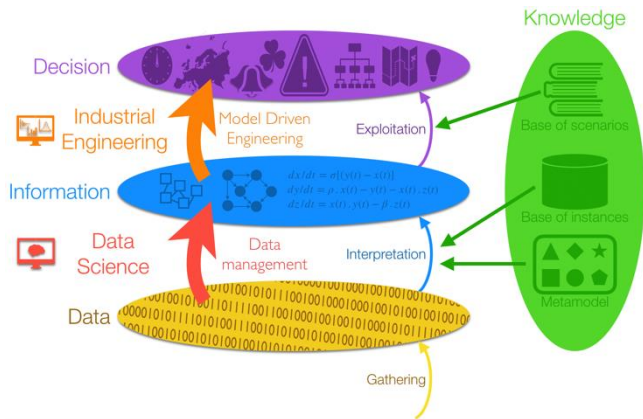 Knowledge
Decision
Industrial
Engineering
Model Driven
Engineering
Exploitation
Base of scenarios
Information
dx/dt = σ[(y(t) − x(t)]
dy/dt = ρ . x(t) − y(t) − x(t) . z(t)
dz/dt = x(t) . y(t) − β . z(t)
Base of instances
Data
Science
Data
management
Interpretation
Metamodel
Data
Gathering